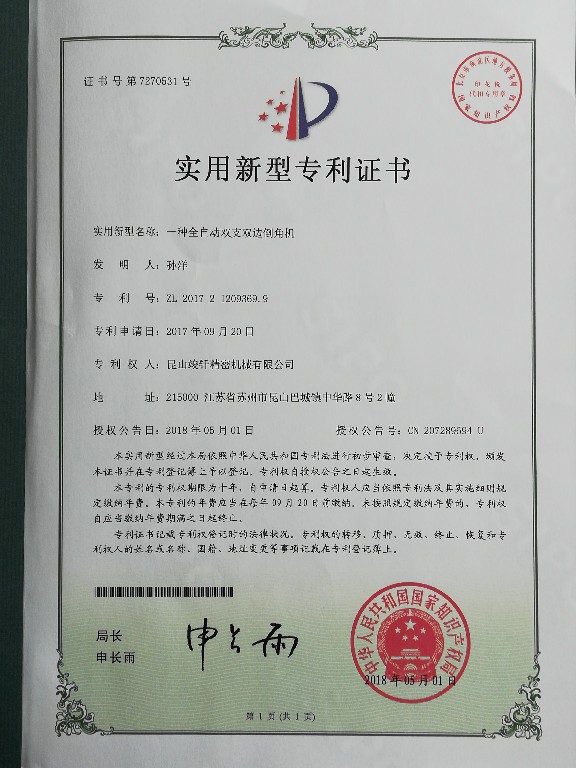 证书号第7270531号
国家知识产权局
印花税
代扣专用章
实用新型专利证书
实用新型名称：一种全自动双支双边倒角机
发明人：孙洋
专利号：ZL 2017 2 1209369.9
专利申请日：2017年09月20日
专利权人：昆山竣轩精密机械有限公司
地址：215000 江苏省苏州市昆山巴城镇中华路8号2幢
授权公告日：2018年05月01日 授权公告号：CN 207289594 U
本实用新型经过本局依照中华人民共和国专利法进行初步审查，决定授予专利权，颁发
本证书并在专利登记簿上予以登记。专利权自授权公告之日起生效。
本专利的专利权期限为十年，自申请日起算。专利权人应当依照专利法及其实施细则规
定缴纳年费。本专利的年费应当在每年09月20日前缴纳。未按照规定缴纳年费的，专利权
自应当缴纳年费期满之日起终止。
专利证书记载专利权登记时的法律状况。专利权的转移、质押、无效、终止、恢复和专
利权人的姓名或名称、国籍、地址变更等事项记载在专利登记簿上。
局长
申长雨
申长雨
中华人民共和国国家知识产权局
2018年05月01日
第1页（共1页）